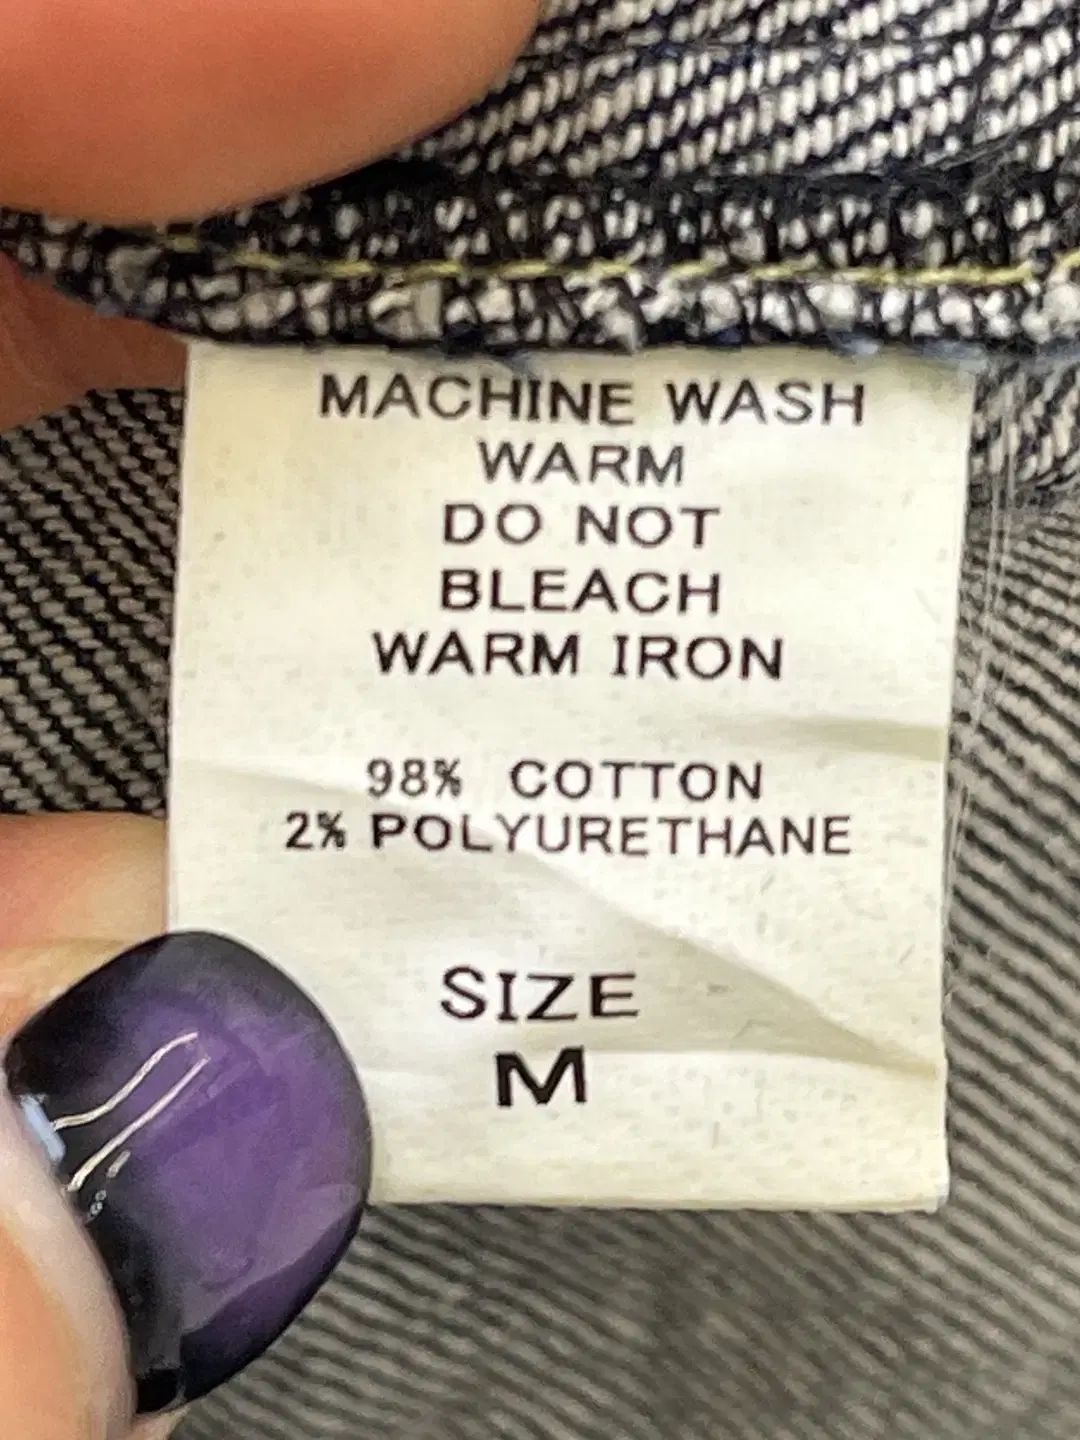 MACHINE WASH
WARM
DO NOT
BLEACH
WARM IRON
98% COTTON
2% POLYURETHANE
SIZE
M